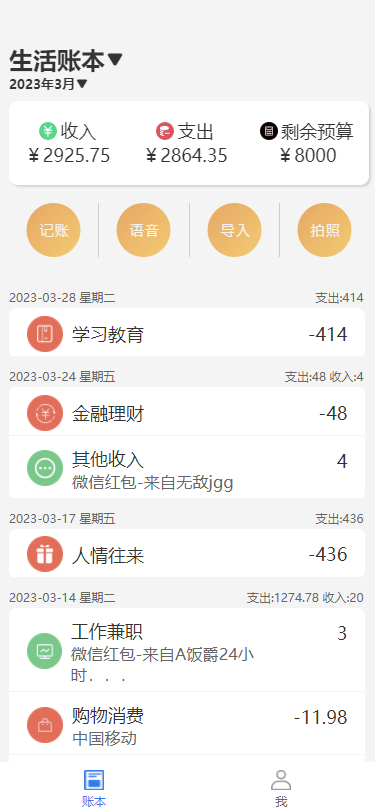 生活账本▼
2023年3月▼
收入 支出 剩余预算
￥2925.75 ￥2864.35 ￥8000
记账 语音 导入 拍照
2023-03-28 星期二 支出:414
学习教育 -414
2023-03-24 星期五 支出:48 收入:4
金融理财 -48
其他收入 4
微信红包-来自无敌jgg
2023-03-17 星期五 支出:436
人情往来 -436
2023-03-14 星期二 支出:1274.78 收入:20
工作兼职 3
微信红包-来自A饭爵24小
时．．．
购物消费 -11.98
中国移动
账本 我